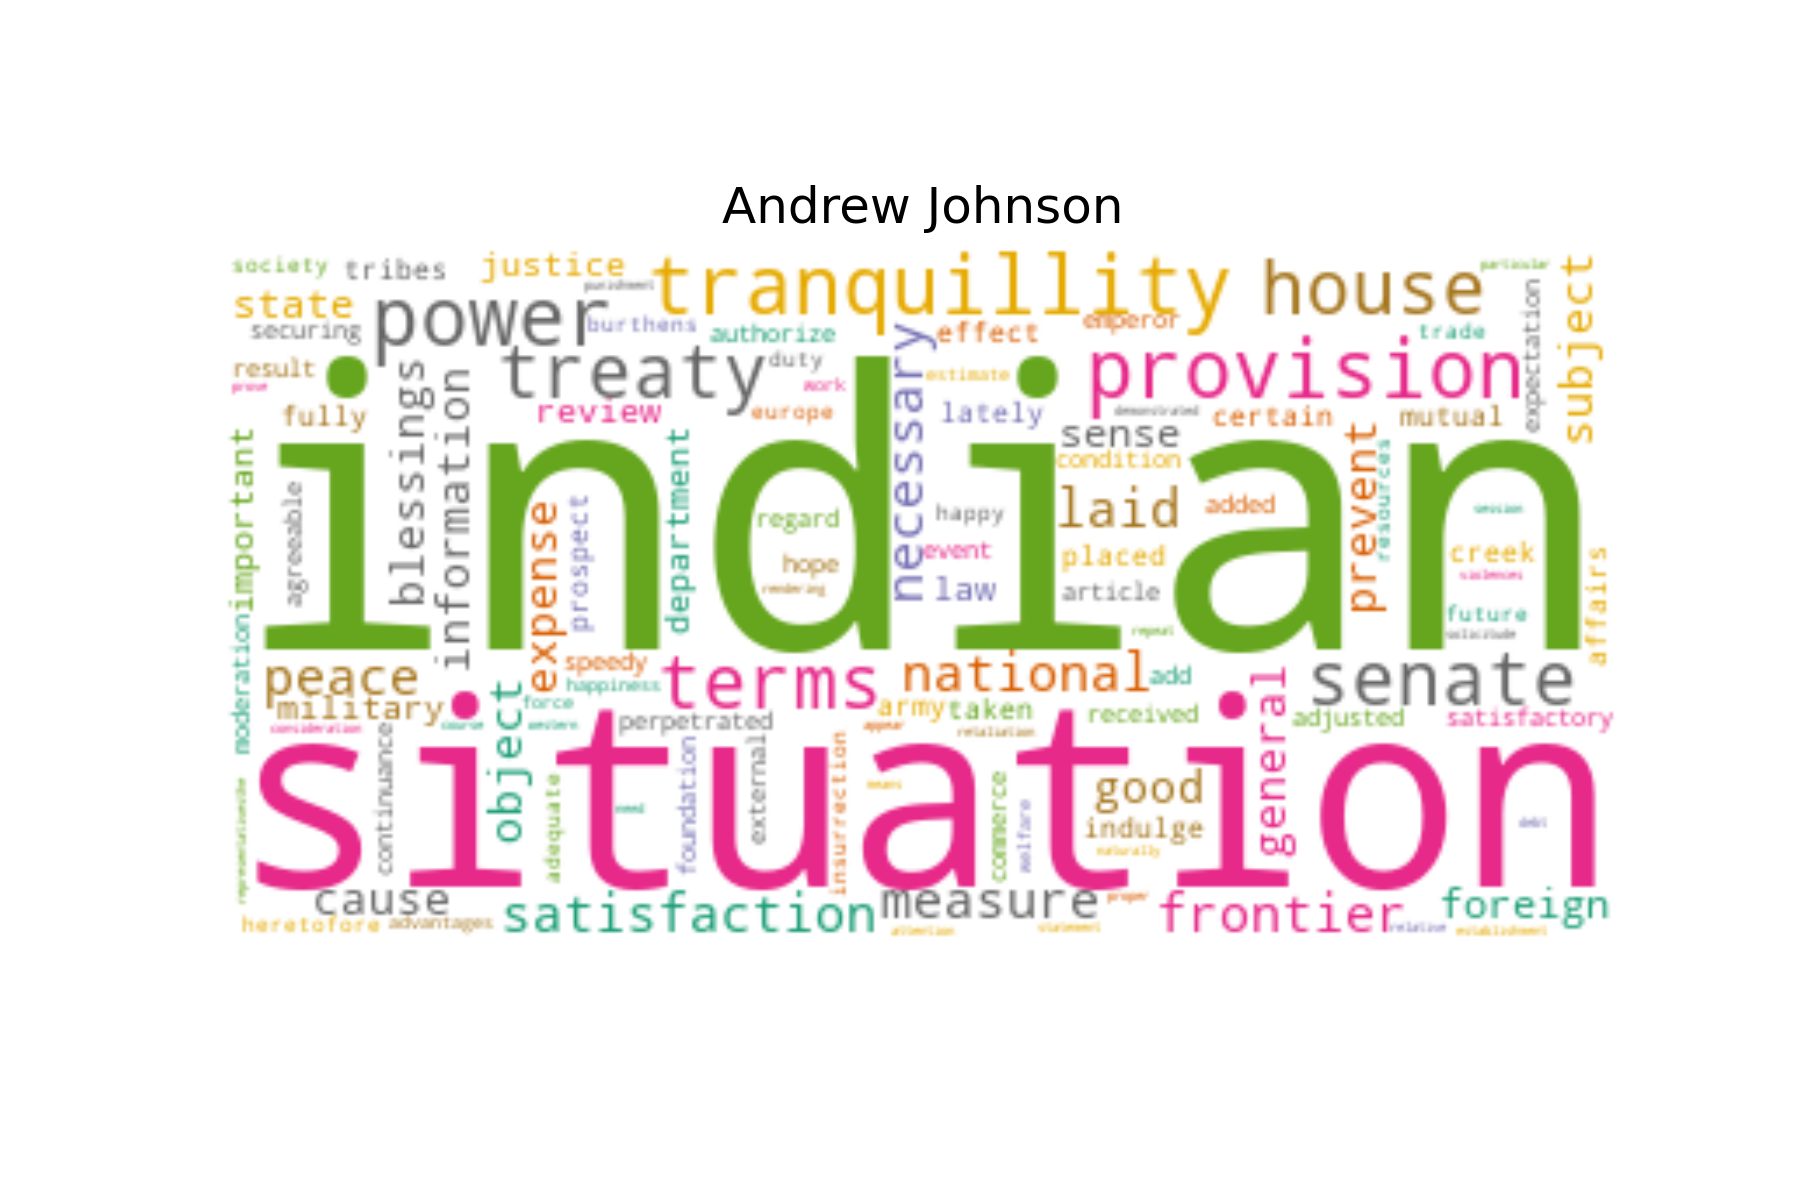 Andrew Johnson
society
tribes
justice
punishment
tranquillity
house
particular
subject
state
power
securing
burthens
authorize
necessary
effect
emperor
trade
expectation
result
prove
treaty
duty
work
estimate
provision
fully
blessings
information
review
europe
lately
demonstrated
certain
mutual
important
indian
sense
condition
prevent
resources
agreeable
expense
prospect
department
regard
happy
laid
added
session
hope
rendering
event
placed
creek
violences
law
article
future
solicitude
affairs
repeat
moderation
peace
military
speedy
happiness
terms
national
add
senate
consideration
course
object
force
western
perpetrated
appear
army
taken
retaliation
received
general
adjusted
satisfactory
situation
continuance
adequate
need
foundation
external
insurrection
means
commerce
welfare
good
indulge
naturally
debt
cause
satisfaction
measure
proper
frontier
foreign
heretofore
advantages
attention
statement
relative
establishment